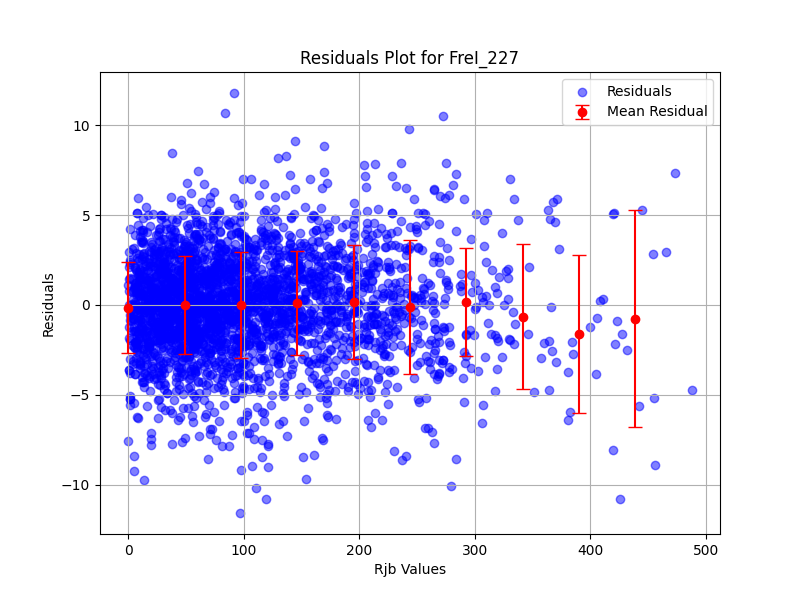 Residuals Plot for FreI_227
Residuals
Mean Residual
10
5
0
−5
−10
Residuals
0
100
200
300
400
500
Rjb Values